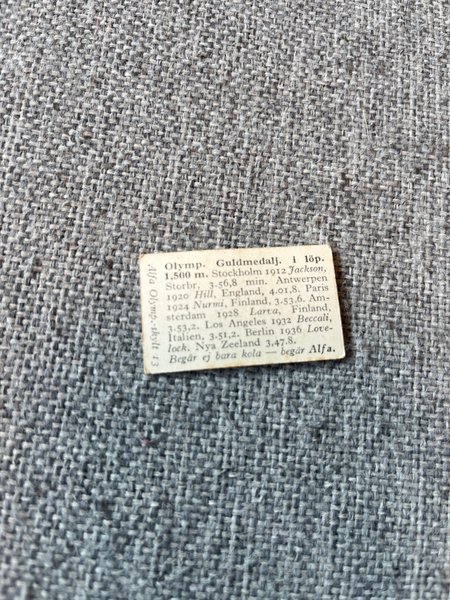 Olymp. Guldmedalj. i löp.
1,500 m. Stockholm 1912 Jackson,
Storbr, 3-56,8 min. Antwerpen
1920 Hill, England, 4.01,8. Paris
1924 Nurmi, Finland, 3.53,6. Am-
sterdam 1928 Larva, Finland,
3.53,2. Los Angeles 1932 Beccali,
Italien, 3-51,2. Berlin 1936 Love-
lock, Nya Zeeland 3.47.8.
Begär ej bara kola — begär Alfa.
Alfa Olymp.-skylt 13